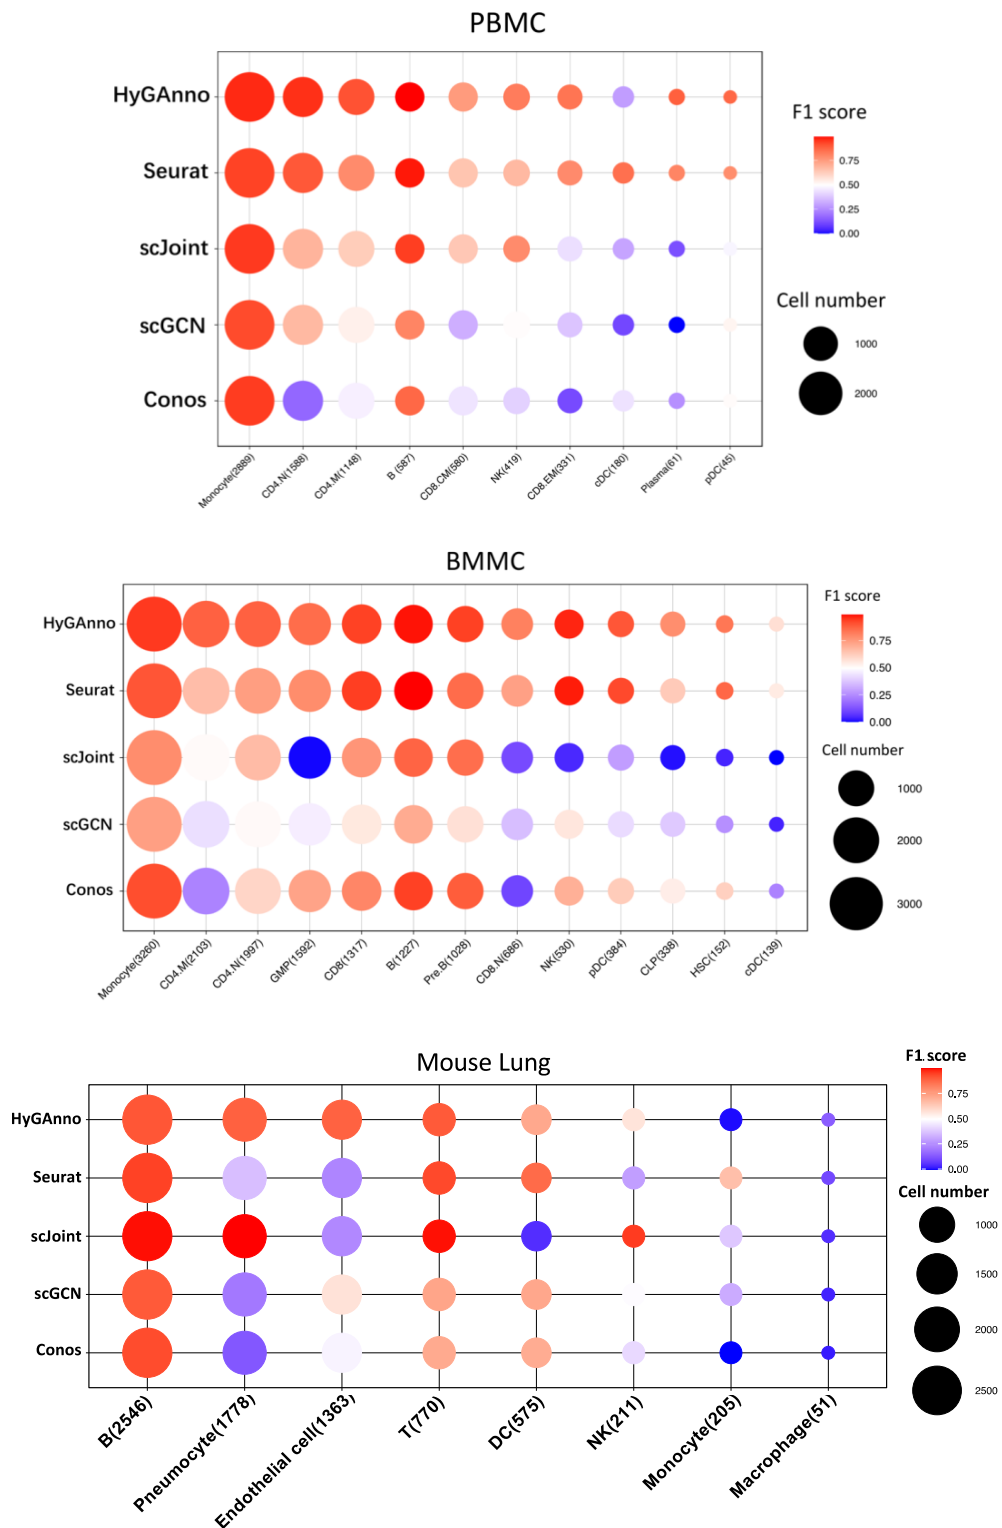 PBMC
HyGAnno
Seurat
scJoint
scGCN
Conos
Monocyte(2889)
CD4.N(1588)
CD4.M(1148)
B (587)
CD8.CM(580)
NK(419)
CD8.EM(331)
cDC(180)
Plasma(61)
pDC(45)
F1 score
0.75
0.50
0.25
0.00
Cell number
1000
2000
BMMC
HyGAnno
Seurat
scJoint
scGCN
Conos
Monocyte(3260)
CD4.M(2103)
CD4.N(1997)
GMP(1592)
CD8(1317)
B(1227)
Pre.B(1028)
CD8.N(686)
NK(530)
pDC(384)
CLP(338)
HSC(152)
cDC(139)
F1 score
0.75
0.50
0.25
0.00
Cell number
1000
2000
3000
Mouse Lung
HyGAnno
Seurat
scJoint
scGCN
Conos
B(2546)
Pneumocyte(1778)
Endothelial cell(1363)
T(770)
DC(575)
NK(211)
Monocyte(205)
Macrophage(51)
F1 score
0.75
0.50
0.25
0.00
Cell number
1000
1500
2000
2500